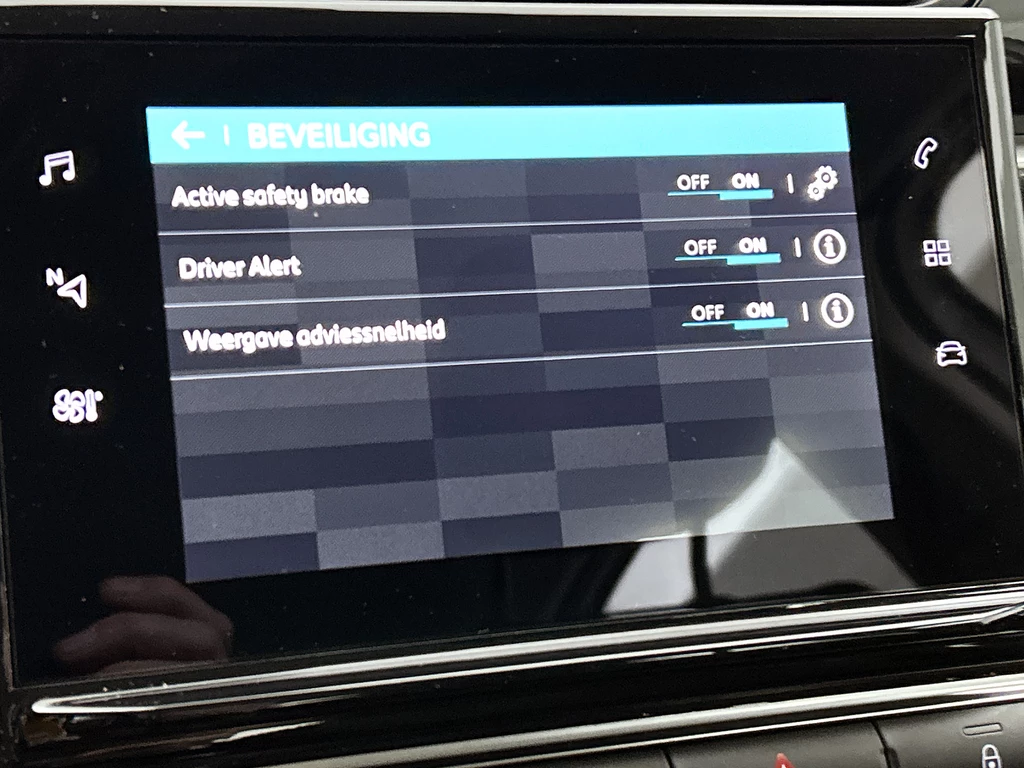 BEVEILIGING
Active safety brake OFF ON
Driver Alert OFF ON
Weergave adviessnelheid OFF ON
N